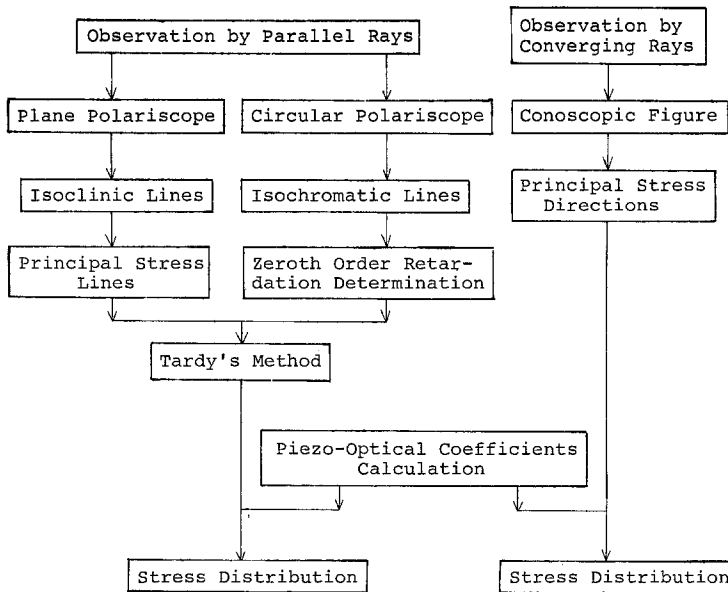 Observation by Parallel Rays
Observation by
Converging Rays
Plane Polariscope
Circular Polariscope
Conoscopic Figure
Isoclinic Lines
Isochromatic Lines
Principal Stress
Directions
Principal Stress
Lines
Zeroth Order Retar-
dation Determination
Tardy's Method
Piezo-Optical Coefficients
Calculation
Stress Distribution
Stress Distribution